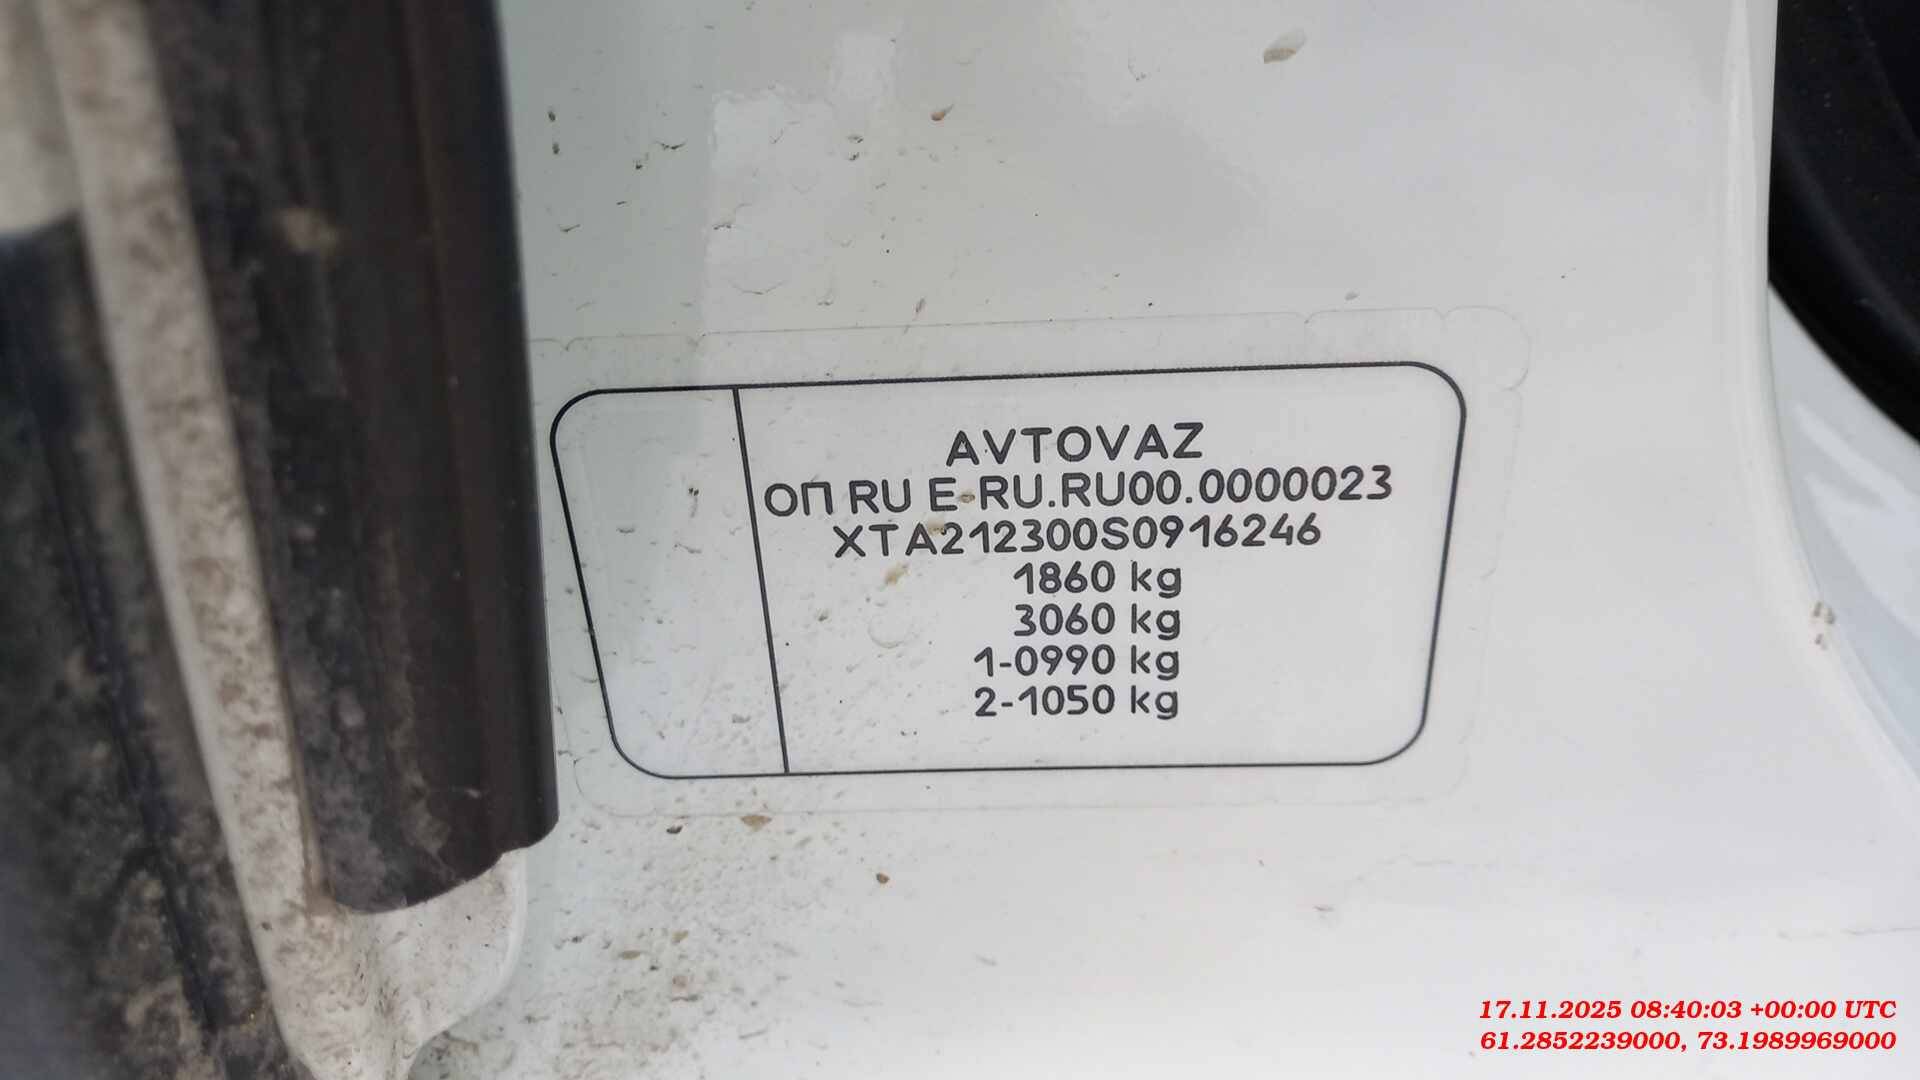 AVTOVAZ
ОП RU E-RU.RU00.0000023
XTA212300S0916246
1860 kg
3060 kg
1-0990 kg
2-1050 kg
17.11.2025 08:40:03 +00:00 UTC
61.2852239000, 73.1989969000